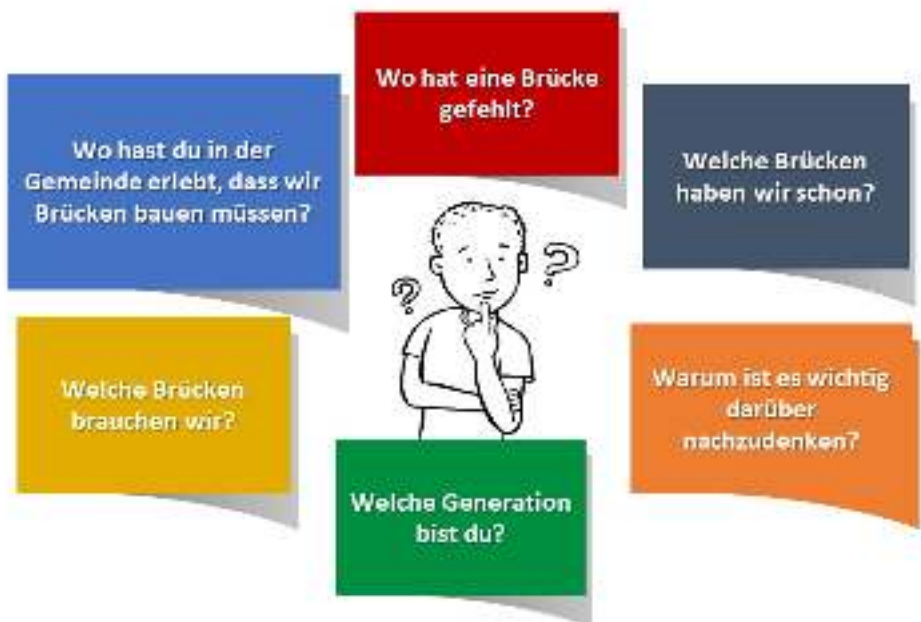 Wo hat eine Brücke
gefehlt?
Wo hast du in der
Gemeinde erlebt, dass wir
Brücken bauen müssen?
Welche Brücken
haben wir schon?
?
?
Welche Brücken
brauchen wir?
Warum ist es wichtig
darüber
nachzudenken?
Welche Generation
bist du?